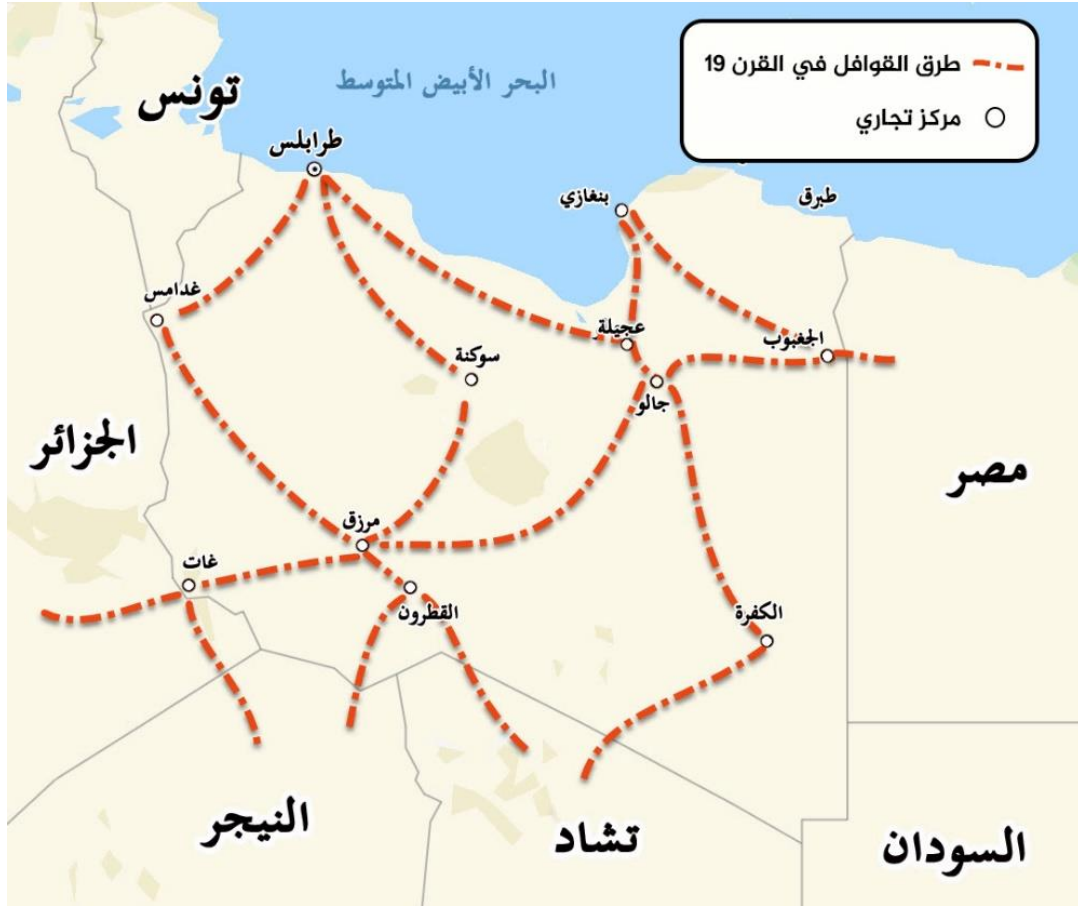 طرق القوافل في القرن 19
مركز تجاري
البحر الأبيض المتوسط
تونس
طرابلس
بنغازي
طبرق
غدامس
عجيلة
الجغبوب
سوكنة
جالو
الجزائر
مصر
مرزق
غات
القطرون
الكفرة
النيجر
تشاد
السودان